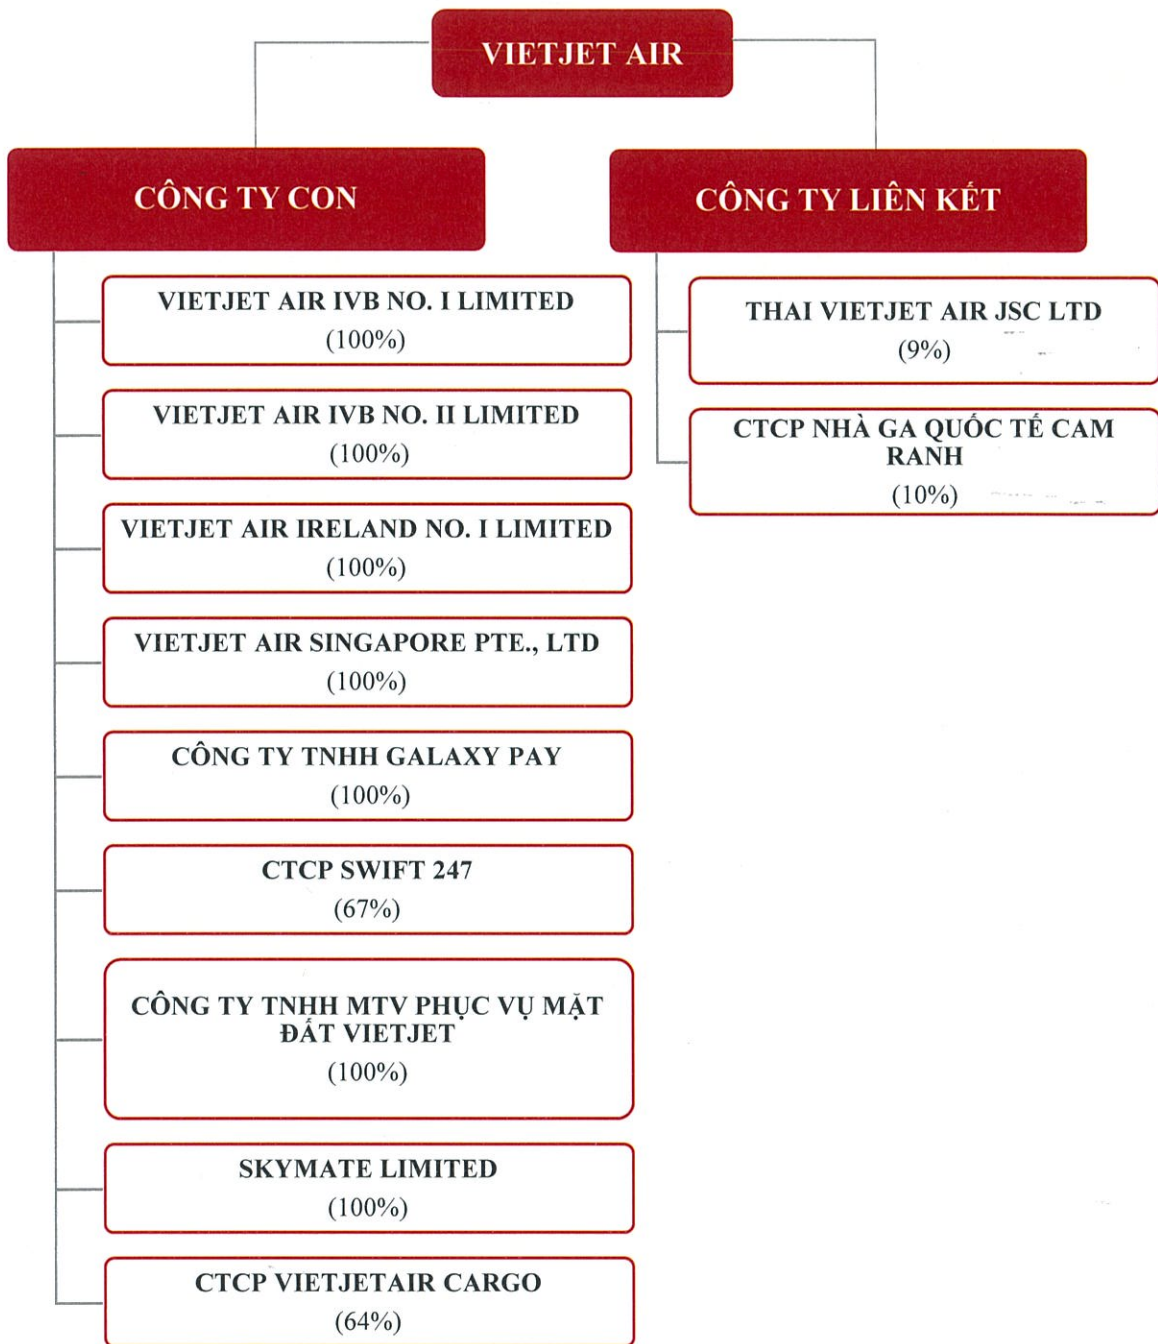 VIETJET AIR
CÔNG TY CON
VIETJET AIR IVB NO. I LIMITED
(100%)
VIETJET AIR IVB NO. II LIMITED
(100%)
VIETJET AIR IRELAND NO. I LIMITED
(100%)
VIETJET AIR SINGAPORE PTE., LTD
(100%)
CÔNG TY TNHH GALAXY PAY
(100%)
CTCP SWIFT 247
(67%)
CÔNG TY TNHH MTV PHỤC VỤ MẶT
ĐẤT VIETJET
(100%)
SKYMATE LIMITED
(100%)
CTCP VIETJETAIR CARGO
(64%)
CÔNG TY LIÊN KẾT
THAI VIETJET AIR JSC LTD
(9%)
CTCP NHÀ GA QUỐC TẾ CAM
RANH
(10%)